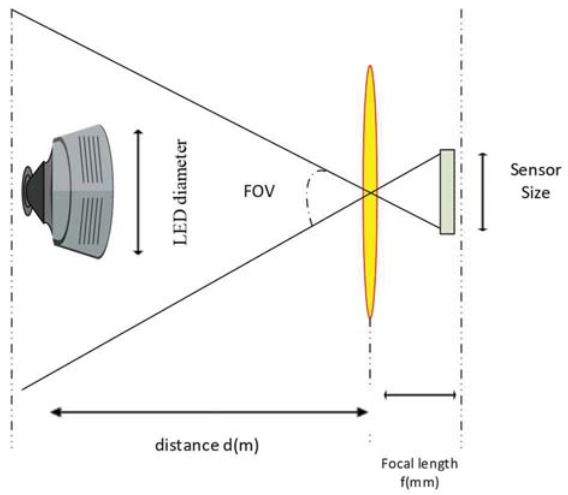 LED diameter
FOV
Sensor
Size
distance d(m)
Focal length
f(mm)